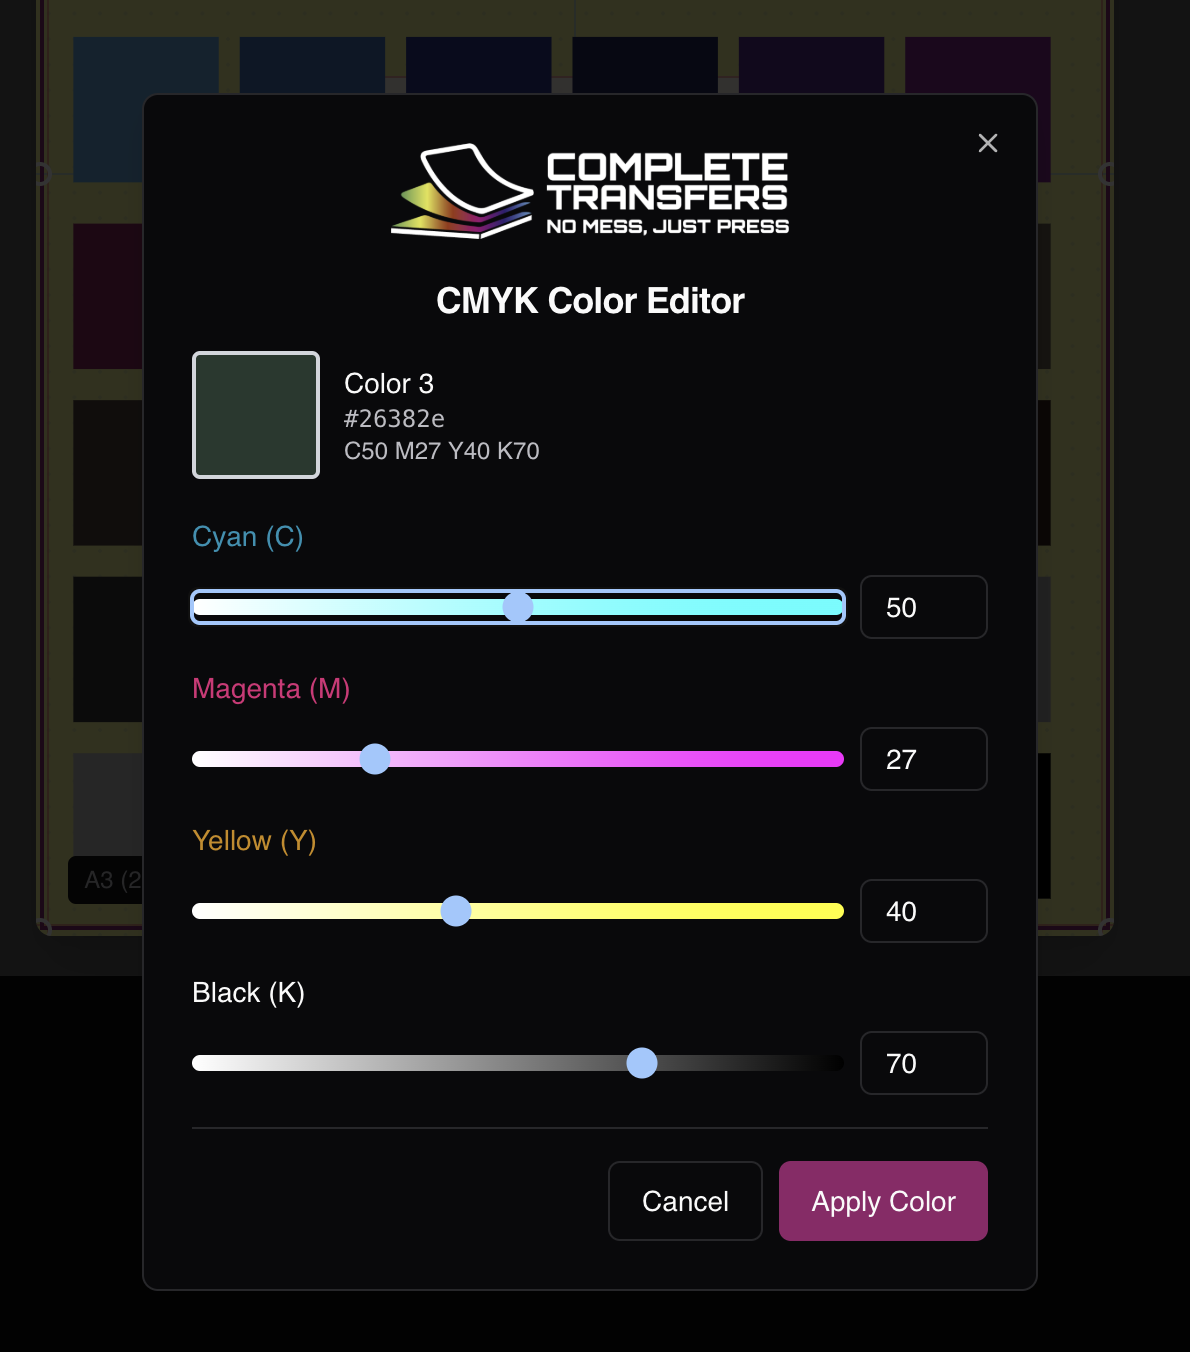 COMPLETE
TRANSFERS
NO MESS, JUST PRESS
CMYK Color Editor
Color 3
#26382e
C50 M27 Y40 K70
Cyan (C)
50
Magenta (M)
27
Yellow (Y)
40
A3 (2
Black (K)
70
Cancel
Apply Color